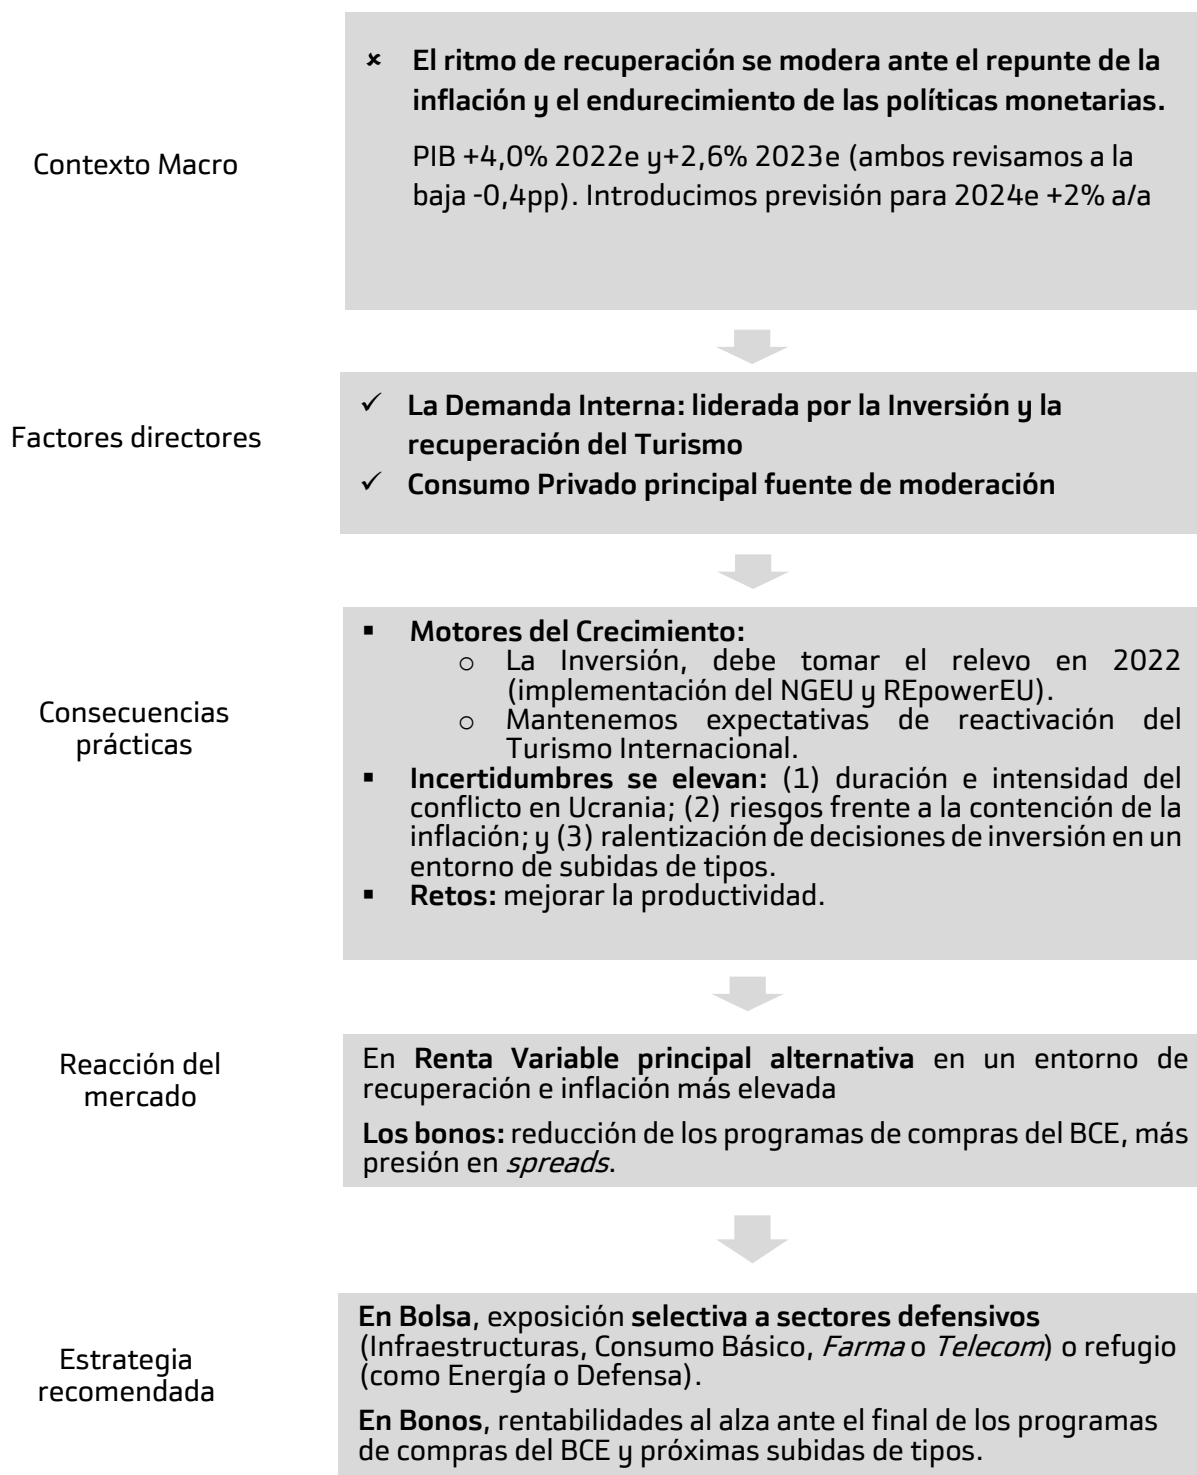 Contexto Macro
× El ritmo de recuperación se modera ante el repunte de la
inflación y el endurecimiento de las políticas monetarias.
PIB +4,0% 2022e y+2,6% 2023e (ambos revisamos a la
baja -0,4pp). Introducimos previsión para 2024e +2% a/a
Factores directores
✓ La Demanda Interna: liderada por la Inversión y la
recuperación del Turismo
✓ Consumo Privado principal fuente de moderación
Consecuencias
prácticas
▪ Motores del Crecimiento:
o La Inversión, debe tomar el relevo en 2022
(implementación del NGEU y REpowerEU).
o Mantenemos expectativas de reactivación del
Turismo Internacional.
▪ Incertidumbres se elevan: (1) duración e intensidad del
conflicto en Ucrania; (2) riesgos frente a la contención de la
inflación; y (3) ralentización de decisiones de inversión en un
entorno de subidas de tipos.
▪ Retos: mejorar la productividad.
Reacción del
mercado
En Renta Variable principal alternativa en un entorno de
recuperación e inflación más elevada
Los bonos: reducción de los programas de compras del BCE, más
presión en spreads.
Estrategia
recomendada
En Bolsa, exposición selectiva a sectores defensivos
(Infraestructuras, Consumo Básico, Farma o Telecom) o refugio
(como Energía o Defensa).
En Bonos, rentabilidades al alza ante el final de los programas
de compras del BCE y próximas subidas de tipos.